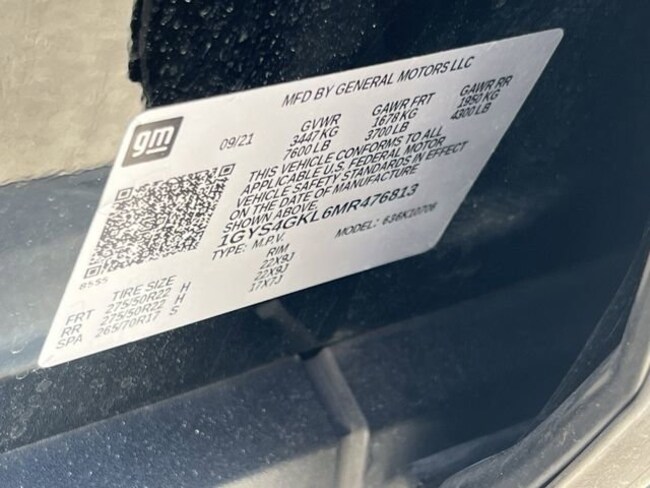 gm
MFD BY GENERAL MOTORS LLC
09/21
GVWR GAWR FRT GAWR RR
3447 KG 1678 KG 1950 KG
7600 LB 3700 LB 4300 LB
THIS VEHICLE CONFORMS TO ALL
APPLICABLE U.S. FEDERAL MOTOR
VEHICLE SAFETY STANDARDS IN EFFECT
ON THE DATE OF MANUFACTURE
SHOWN ABOVE.
1GYS4GKL6MR476813
TYPE: M.P.V. MODEL: 636K10706
8SS5
TIRE SIZE RIM
FRT 275/50R22 H 22X9J
RR 275/50R22 H 22X9J
SPA 265/70R17 S 17X7J